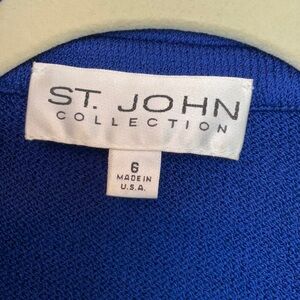 ST. JOHN
COLLECTION
6
MADE IN
U.S.A.